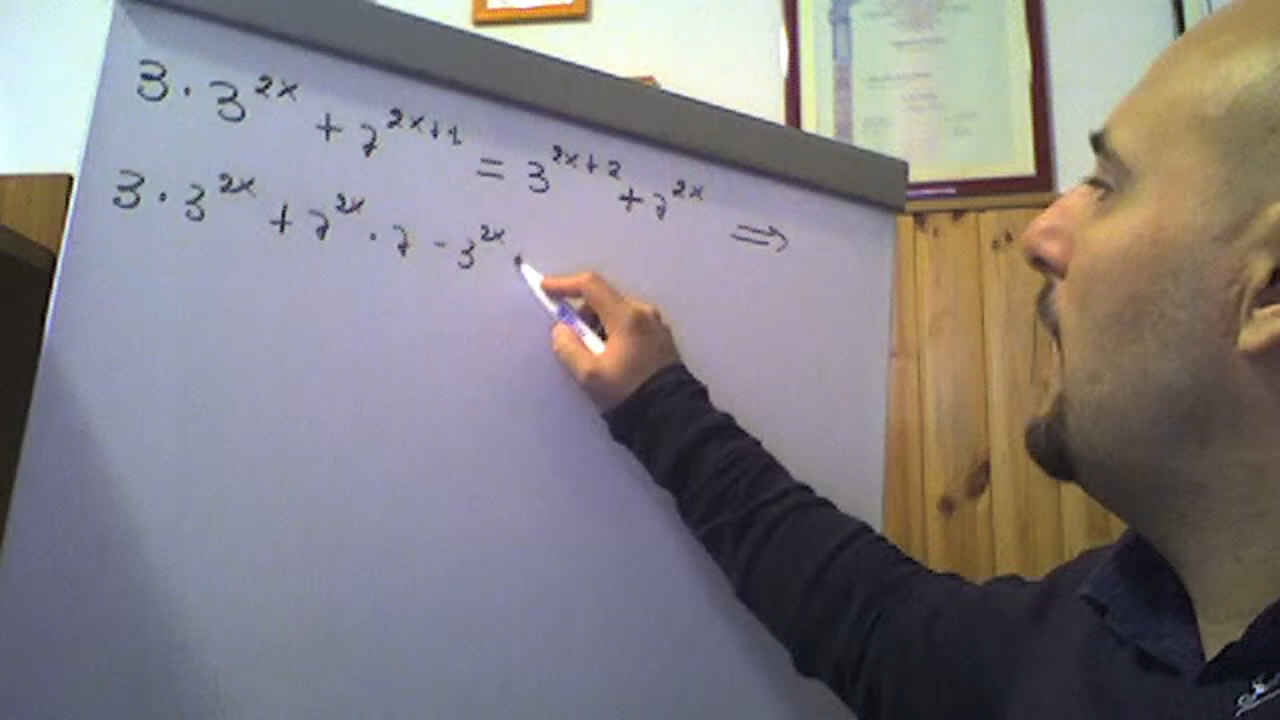 3 · 3^{2x} + 7^{2x+1} = 3^{2x+2} + 7^{2x} ⇒
3 · 3^{2x} + 7^{2x} · 7 - 3^{2x} ·